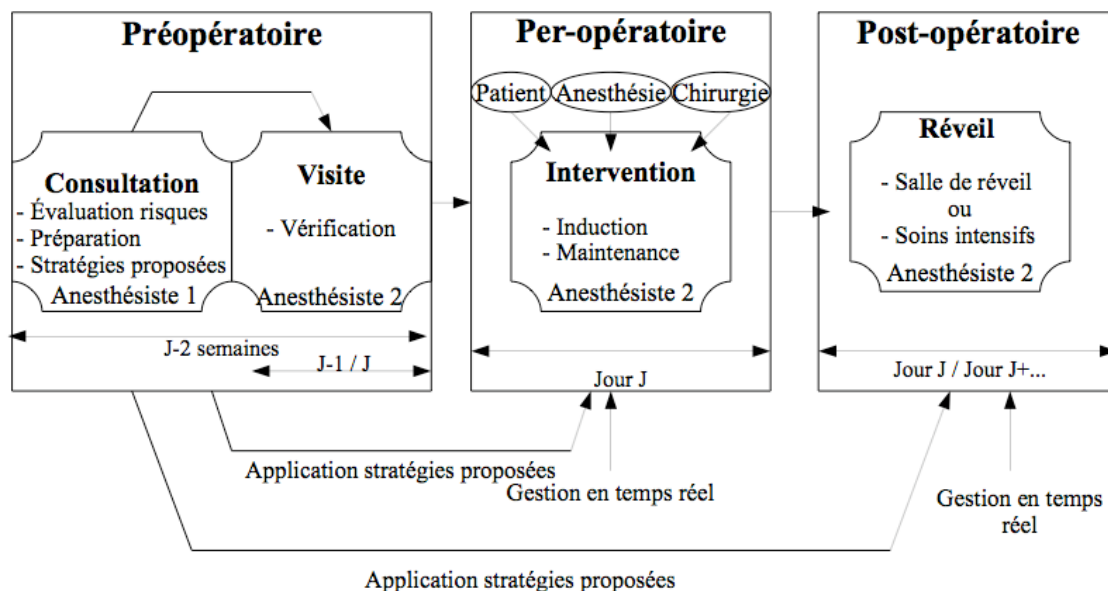 Préopératoire
Consultation
- Évaluation risques
- Préparation
- Stratégies proposées
Anesthésiste 1
Visite
- Vérification
Anesthésiste 2
J-2 semaines
J-1 / J
Per-opératoire
Patient
Anesthésie
Chirurgie
Intervention
- Induction
- Maintenance
Anesthésiste 2
Jour J
Post-opératoire
Réveil
- Salle de réveil
ou
- Soins intensifs
Anesthésiste 2
Jour J / Jour J+...
Application stratégies proposées
Gestion en temps réel
Gestion en temps
réel
Application stratégies proposées